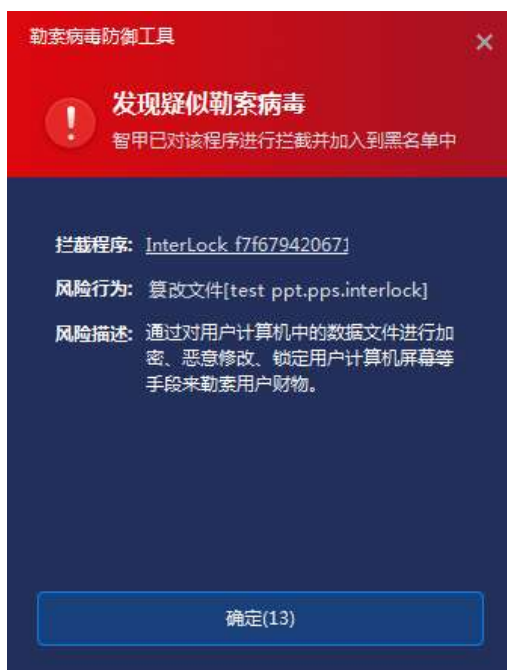 勒索病毒防御工具
×
发现疑似勒索病毒
智甲已对该程序进行拦截并加入到黑名单中
拦截程序: InterLock_f7f679420671
风险行为: 篡改文件[test ppt.pps.interlock]
风险描述: 通过对用户计算机中的数据文件进行加
密、恶意修改、锁定用户计算机屏幕等
手段来勒索用户财物。
确定(13)